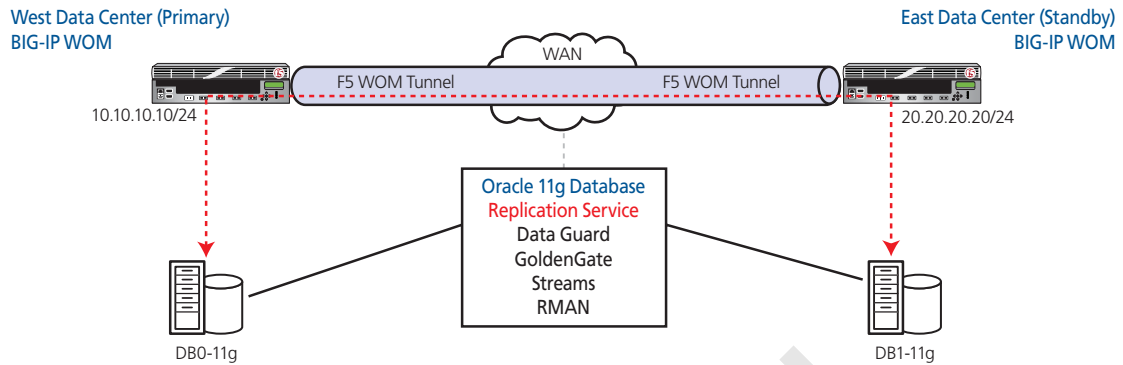 West Data Center (Primary)
BIG-IP WOM
East Data Center (Standby)
BIG-IP WOM
WAN
F5 WOM Tunnel
F5 WOM Tunnel
10.10.10.10/24
20.20.20.20/24
Oracle 11g Database
Replication Service
Data Guard
GoldenGate
Streams
RMAN
DB0-11g
DB1-11g